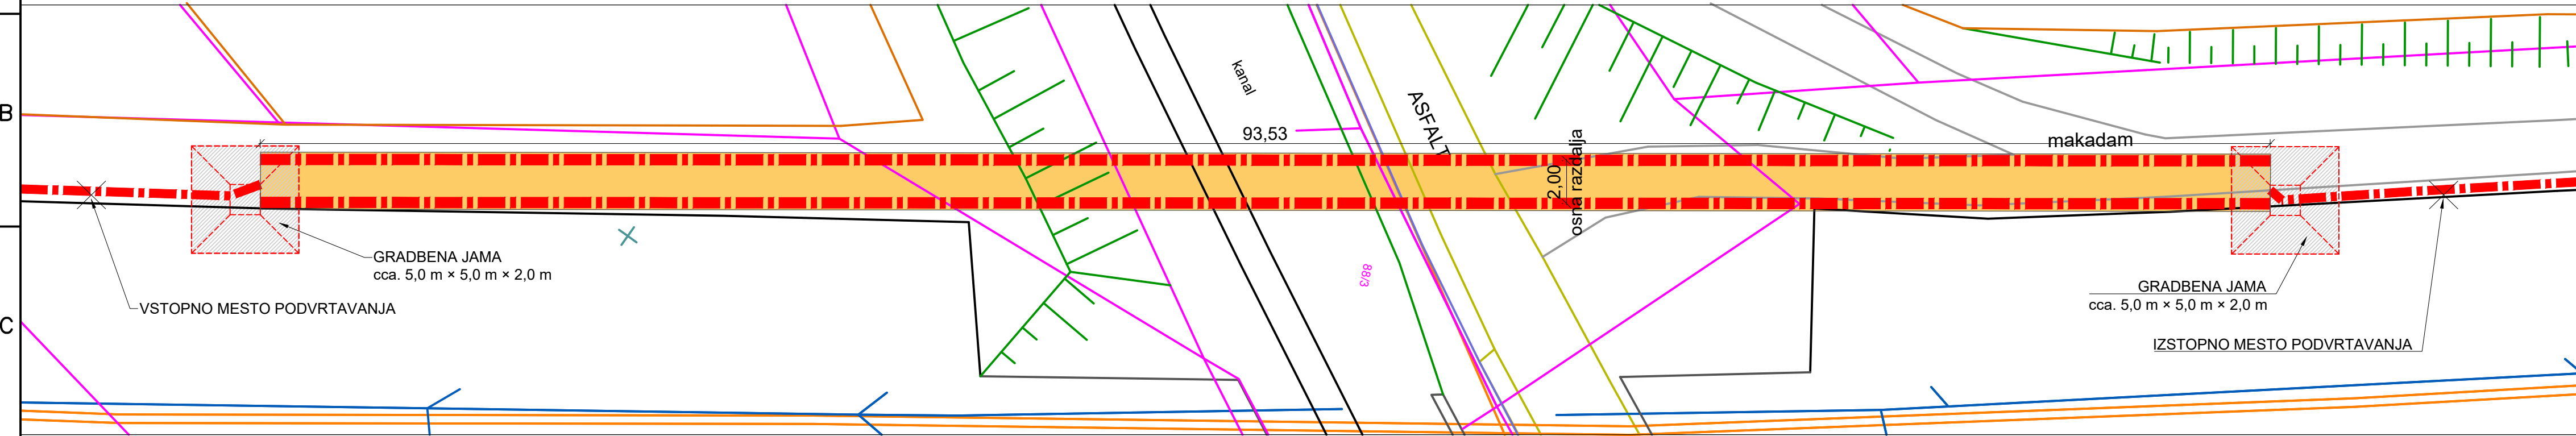 B
C
kanal
93,53
ASFALT
2,00
osna razdalja
makadam
88/3
GRADBENA JAMA
cca. 5,0 m × 5,0 m × 2,0 m
VSTOPNO MESTO PODVRTAVANJA
GRADBENA JAMA
cca. 5,0 m × 5,0 m × 2,0 m
IZSTOPNO MESTO PODVRTAVANJA